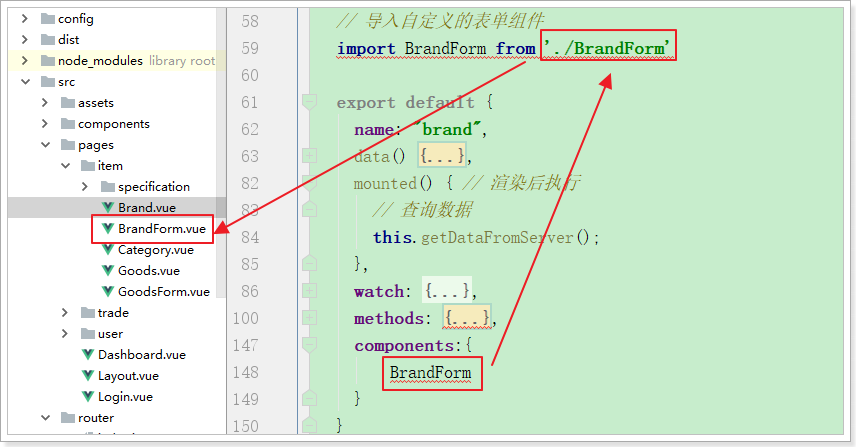 config
dist
node_modules library root
src
assets
components
pages
item
specification
Brand.vue
BrandForm.vue
Category.vue
Goods.vue
GoodsForm.vue
trade
user
Dashboard.vue
Layout.vue
Login.vue
router
58 // 导入自定义的表单组件
59 import BrandForm from './BrandForm'
60
61 export default {
62 name: "brand",
63 data() {...},
82 mounted() { // 渲染后执行
83 // 查询数据
84 this.getDataFromServer();
85 },
86 watch: {...},
100 methods: {...},
147 components:{
148 BrandForm
149 }
150 }